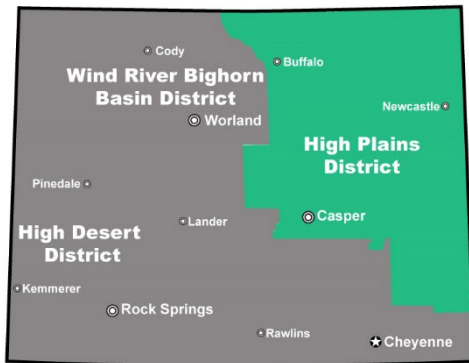 Cody
Buffalo
Wind River Bighorn
Basin District
Newcastle
Worland
High Plains
District
Pinedale
Lander
Casper
High Desert
District
Kemmerer
Rock Springs
Rawlins
Cheyenne